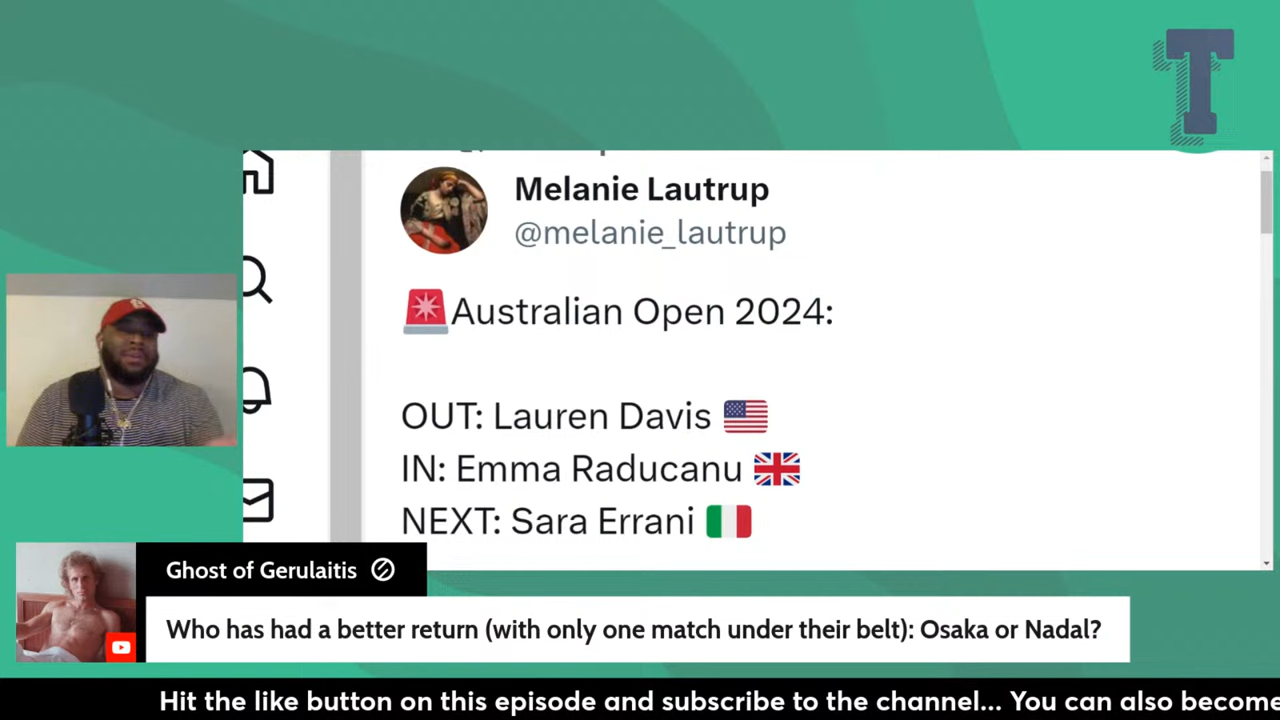 T
Melanie Lautrup
@melanie_lautrup
🚨Australian Open 2024:
OUT: Lauren Davis 🇺🇸
IN: Emma Raducanu 🇬🇧
NEXT: Sara Errani 🇮🇹
Ghost of Gerulaitis
Who has had a better return (with only one match under their belt): Osaka or Nadal?
Hit the like button on this episode and subscribe to the channel... You can also become